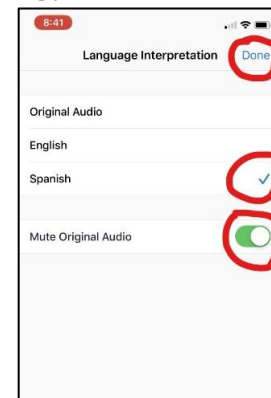 8:41
Language Interpretation Done
Original Audio
English
Spanish
Mute Original Audio